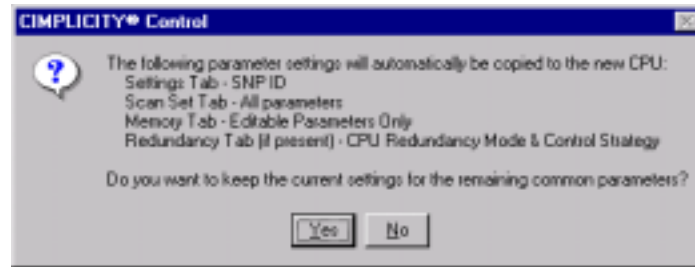 CIMPLICITY® Control
The following parameter settings will automatically be copied to the new CPU:
Settings Tab - SNP ID
Scan Set Tab - All parameters
Memory Tab - Editable Parameters Only
Redundancy Tab (if present) - CPU Redundancy Mode & Control Strategy
Do you want to keep the current settings for the remaining common parameters?
Yes No